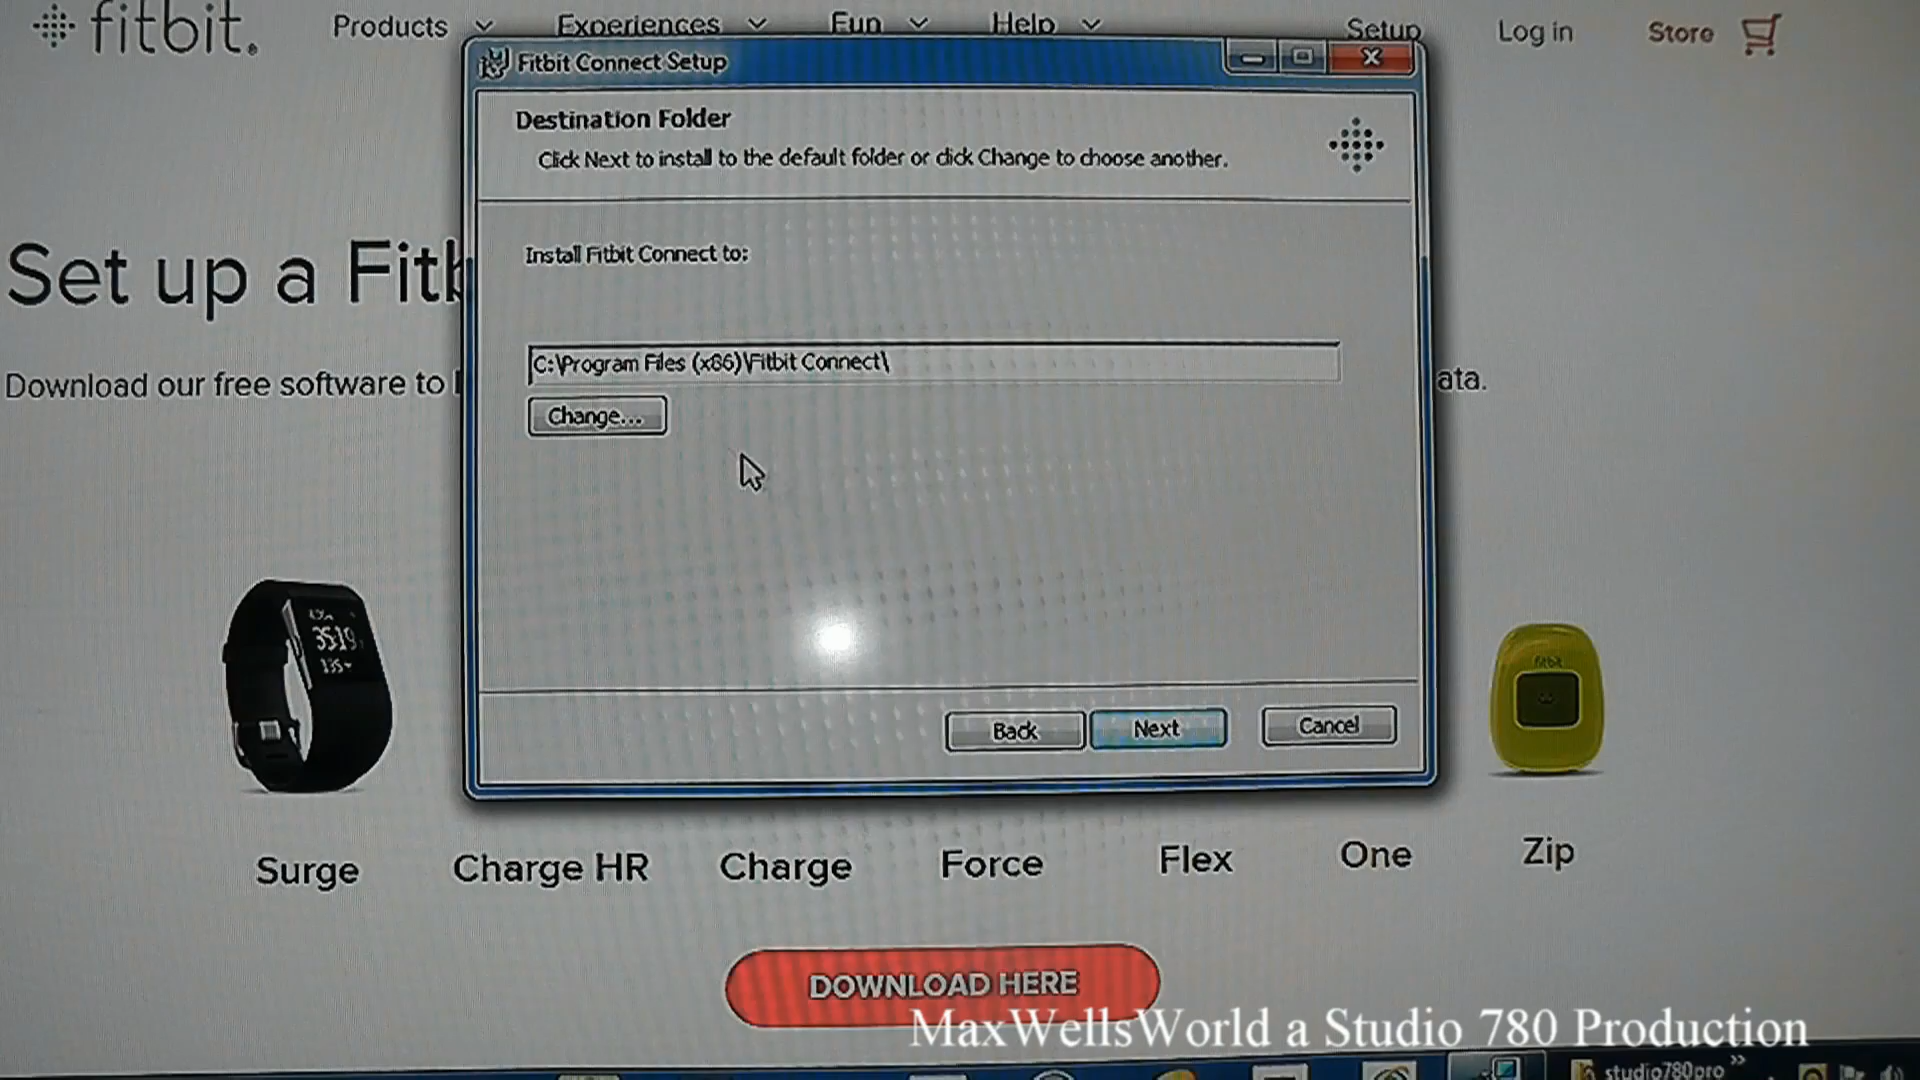 fitbit.
Products
Experiences
Fun
Help
Setup
Log in
Store
Fitbit Connect Setup
Destination Folder
Click Next to install to the default folder or click Change to choose another.
Set up a Fitb
Install Fitbit Connect to:
C:\Program Files (x86)\Fitbit Connect\
Download our free software to
ata.
Change...
3519
fitbit
Back
Next
Cancel
Surge
Charge HR
Charge
Force
Flex
One
Zip
DOWNLOAD HERE
MaxWellsWorld a Studio 780 Production
studio780pro